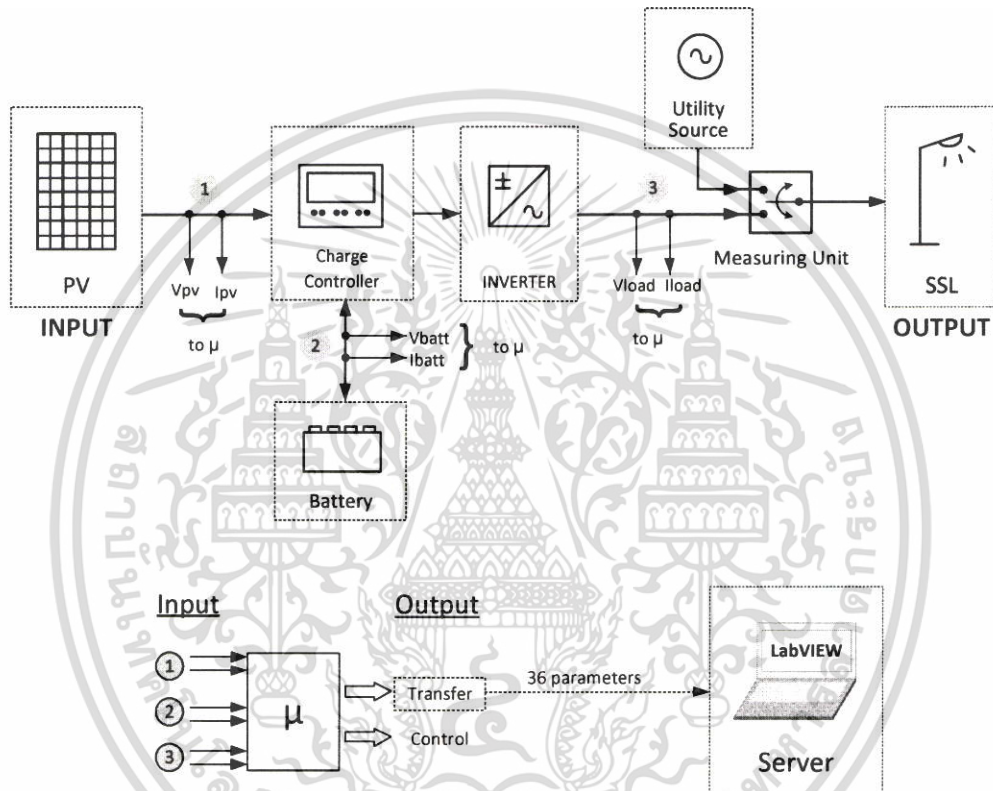 Utility
Source
1
3
PV
Vpv
Ipv
Charge
Controller
INVERTER
Vload
Iload
Measuring Unit
SSL
INPUT
OUTPUT
to μ
2
Vbatt
Ibatt
to μ
to μ
Battery
Input
Output
1
2
3
μ
Transfer
Control
36 parameters
LabVIEW
Server